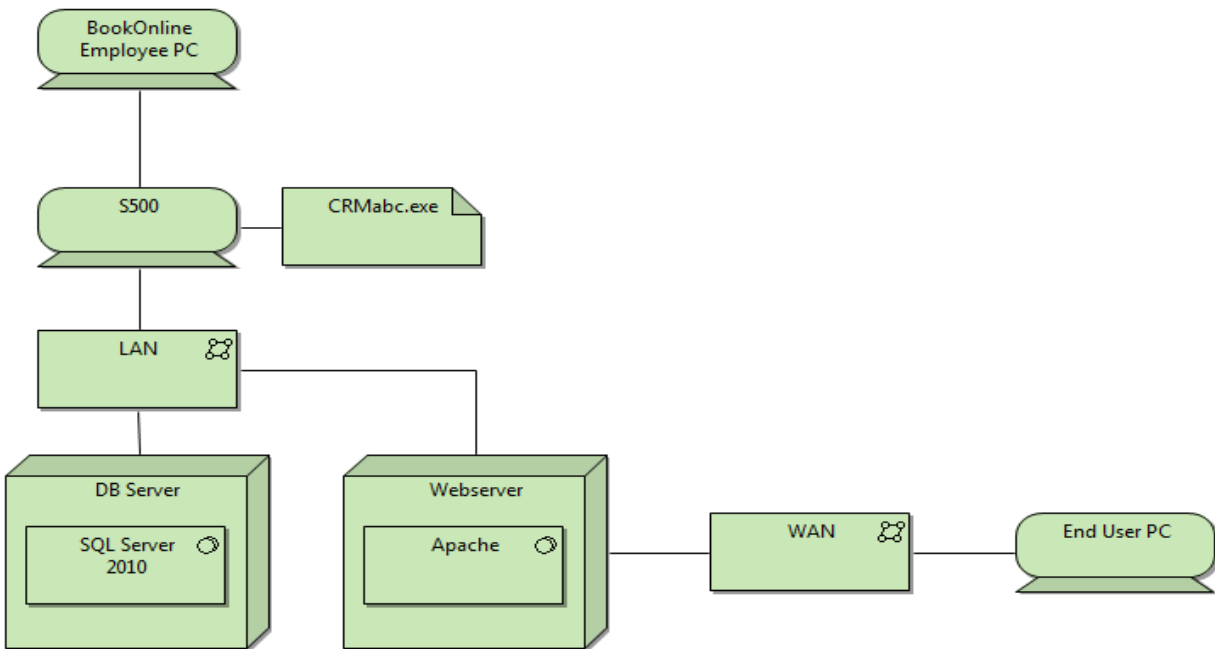 BookOnline
Employee PC
S500
CRMabc.exe
LAN
DB Server
SQL Server
2010
Webserver
Apache
WAN
End User PC